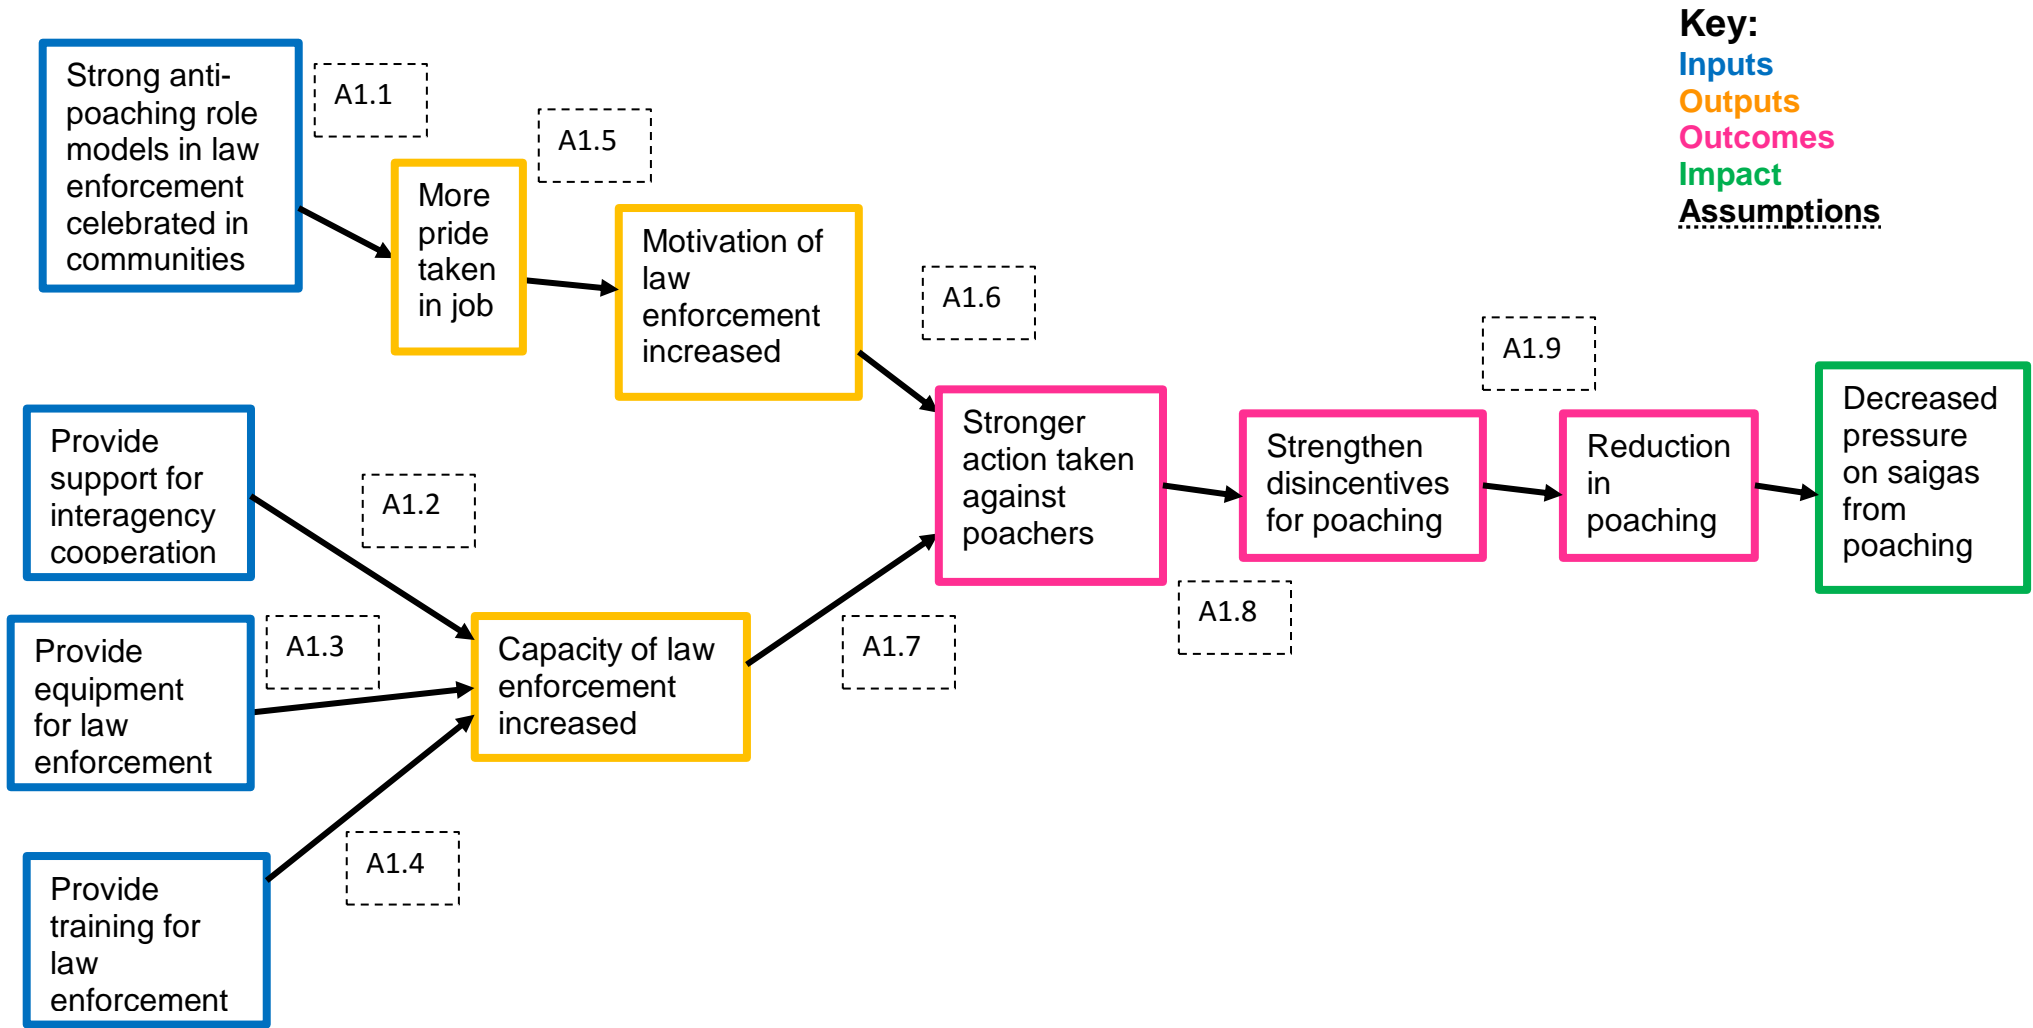 Key:
Inputs
Outputs
Outcomes
Impact
Assumptions
Strong anti-
poaching role
models in law
enforcement
celebrated in
communities
A1.1
More
pride
taken
in job
A1.5
Motivation of
law
enforcement
increased
A1.6
Provide
support for
interagency
cooperation
A1.2
Provide
equipment
for law
enforcement
A1.3
Provide
training for
law
enforcement
A1.4
Capacity of law
enforcement
increased
A1.7
Stronger
action taken
against
poachers
A1.8
Strengthen
disincentives
for poaching
A1.9
Reduction
in
poaching
Decreased
pressure
on saigas
from
poaching